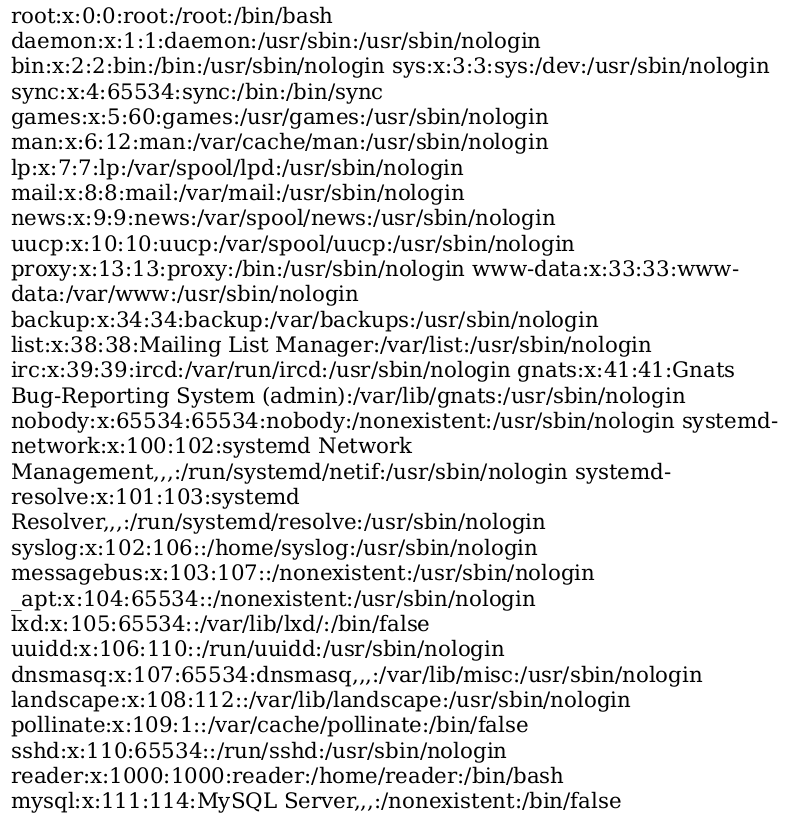 root:x:0:0:root:/root:/bin/bash
daemon:x:1:1:daemon:/usr/sbin:/usr/sbin/nologin
bin:x:2:2:bin:/bin:/usr/sbin/nologin sys:x:3:3:sys:/dev:/usr/sbin/nologin
sync:x:4:65534:sync:/bin:/bin/sync
games:x:5:60:games:/usr/games:/usr/sbin/nologin
man:x:6:12:man:/var/cache/man:/usr/sbin/nologin
lp:x:7:7:lp:/var/spool/lpd:/usr/sbin/nologin
mail:x:8:8:mail:/var/mail:/usr/sbin/nologin
news:x:9:9:news:/var/spool/news:/usr/sbin/nologin
uucp:x:10:10:uucp:/var/spool/uucp:/usr/sbin/nologin
proxy:x:13:13:proxy:/bin:/usr/sbin/nologin www-data:x:33:33:www-
data:/var/www:/usr/sbin/nologin
backup:x:34:34:backup:/var/backups:/usr/sbin/nologin
list:x:38:38:Mailing List Manager:/var/list:/usr/sbin/nologin
irc:x:39:39:ircd:/var/run/ircd:/usr/sbin/nologin gnats:x:41:41:Gnats
Bug-Reporting System (admin):/var/lib/gnats:/usr/sbin/nologin
nobody:x:65534:65534:nobody:/nonexistent:/usr/sbin/nologin systemd-
network:x:100:102:systemd Network
Management,,,:/run/systemd/netif:/usr/sbin/nologin systemd-
resolve:x:101:103:systemd
Resolver,,,:/run/systemd/resolve:/usr/sbin/nologin
syslog:x:102:106::/home/syslog:/usr/sbin/nologin
messagebus:x:103:107::/nonexistent:/usr/sbin/nologin
_apt:x:104:65534::/nonexistent:/usr/sbin/nologin
lxd:x:105:65534::/var/lib/lxd/:/bin/false
uuidd:x:106:110::/run/uuidd:/usr/sbin/nologin
dnsmasq:x:107:65534:dnsmasq,,,:/var/lib/misc:/usr/sbin/nologin
landscape:x:108:112::/var/lib/landscape:/usr/sbin/nologin
pollinate:x:109:1::/var/cache/pollinate:/bin/false
sshd:x:110:65534::/run/sshd:/usr/sbin/nologin
reader:x:1000:1000:reader:/home/reader:/bin/bash
mysql:x:111:114:MySQL Server,,,:/nonexistent:/bin/false